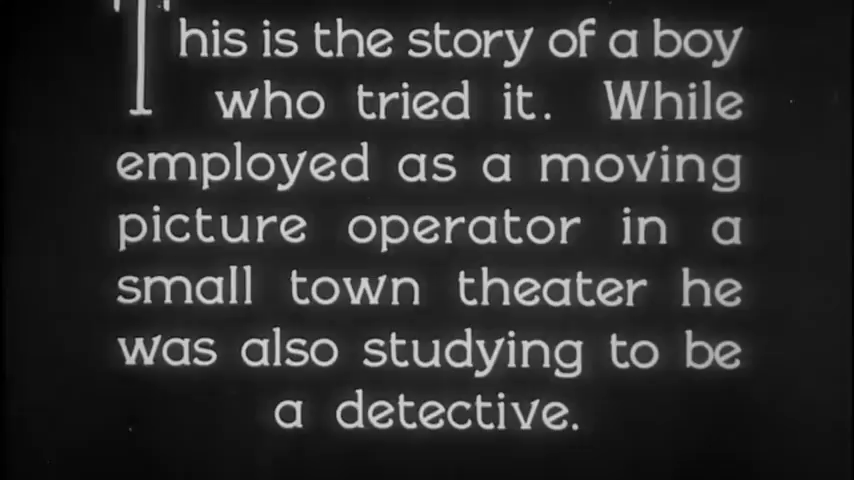 This is the story of a boy
who tried it. While
employed as a moving
picture operator in a
small town theater he
was also studying to be
a detective.